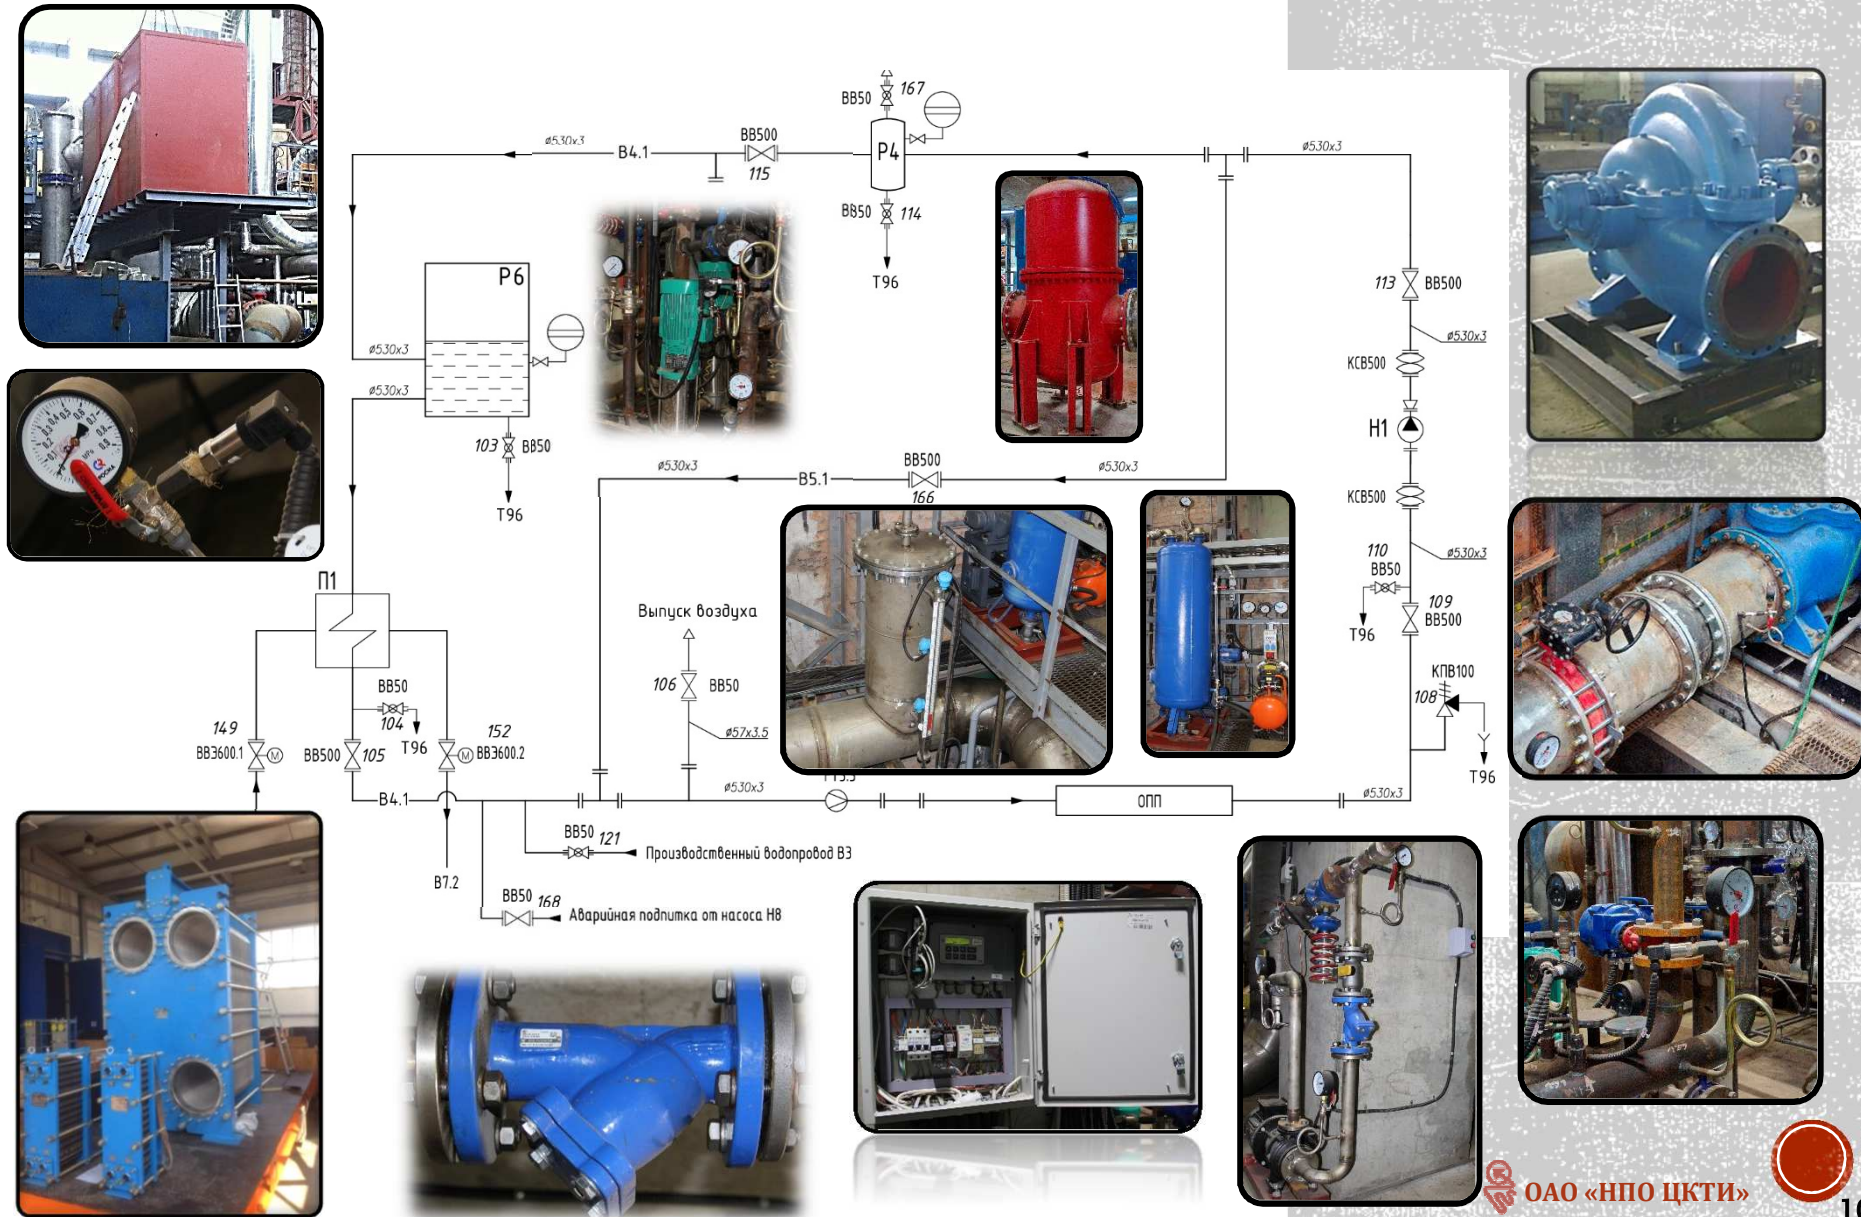 167
ВВ50
ø530x3
В4.1
ВВ500
115
Р4
ø530x3
ВВ50
114
Т96
Р6
113
ВВ500
ø530x3
ø530x3
КСВ500
ø530x3
Н1
103
ВВ50
Т96
ø530x3
В5.1
ВВ500
166
ø530x3
КСВ500
110
ВВ50
ø530x3
П1
Выпуск воздуха
109
ВВ500
Т96
106
ВВ50
КПВ100
108
ВВ50
104
149
ВВЭ600.1
ВВ500
105
Т96
152
ВВЭ600.2
ø57x3.5
Т96
В4.1
ø530x3
ОПП
ø530x3
ВВ50
121
Производственный водопровод В3
В7.2
ВВ50
168
Аварийная подпитка от насоса Н8
ОАО «НПО ЦКТИ»